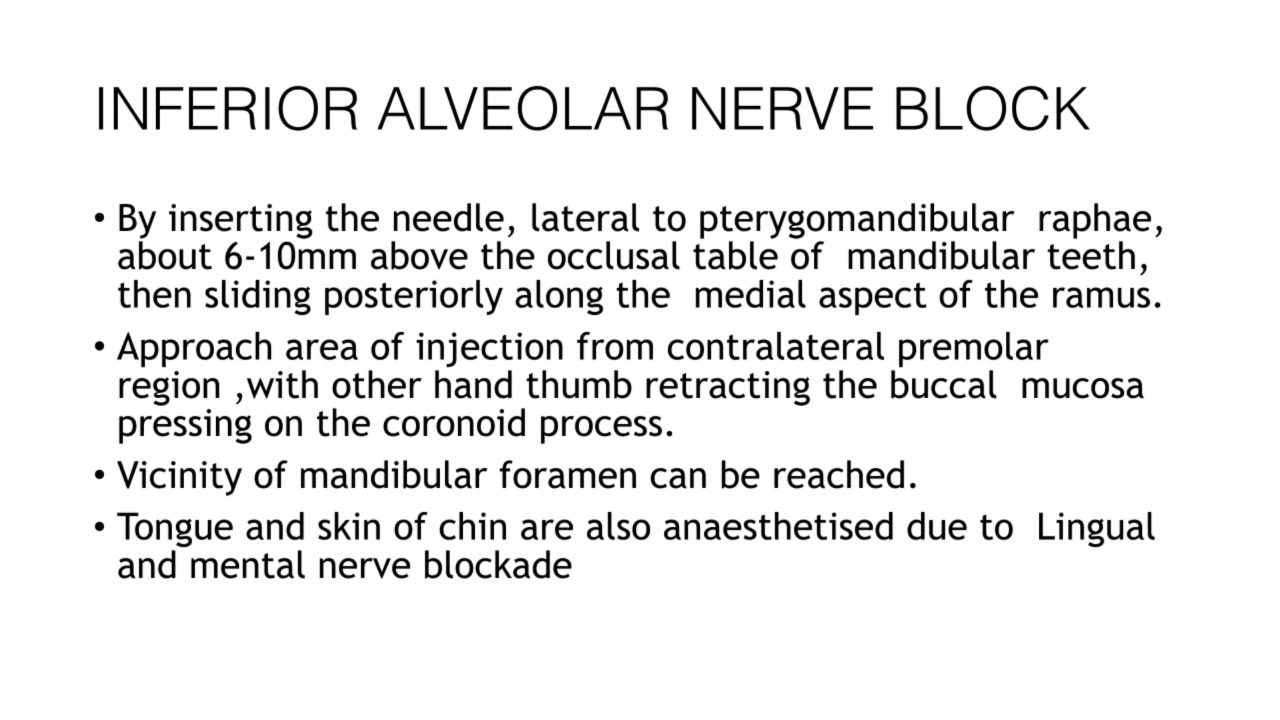 INFERIOR ALVEOLAR NERVE BLOCK
• By inserting the needle, lateral to pterygomandibular  raphae,
about 6-10mm above the occlusal table of  mandibular teeth,
then sliding posteriorly along the  medial aspect of the ramus.
• Approach area of injection from contralateral premolar
region ,with other hand thumb retracting the buccal  mucosa
pressing on the coronoid process.
• Vicinity of mandibular foramen can be reached.
• Tongue and skin of chin are also anaesthetised due to  Lingual
and mental nerve blockade